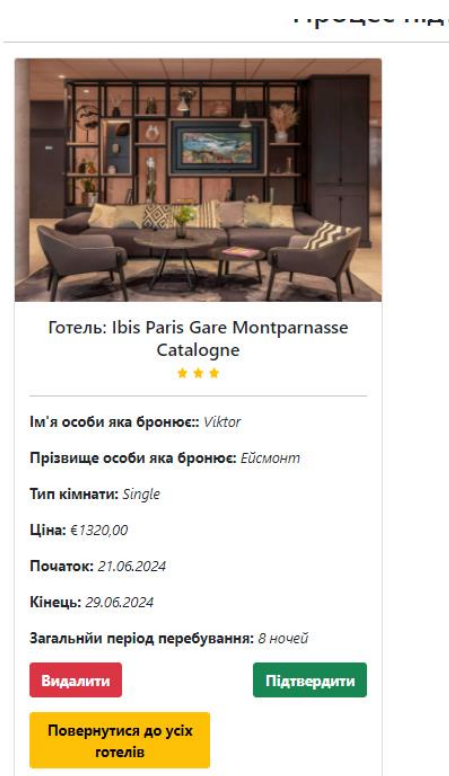 Готель: Ibis Paris Gare Montparnasse
Catalogne
Ім'я особи яка бронює:: Viktor
Прізвище особи яка бронює: Ейсмонт
Тип кімнати: Single
Ціна: €1320,00
Початок: 21.06.2024
Кінець: 29.06.2024
Загальнйи період перебування: 8 ночей
Видалити Підтвердити
Повернутися до усіх
готелів